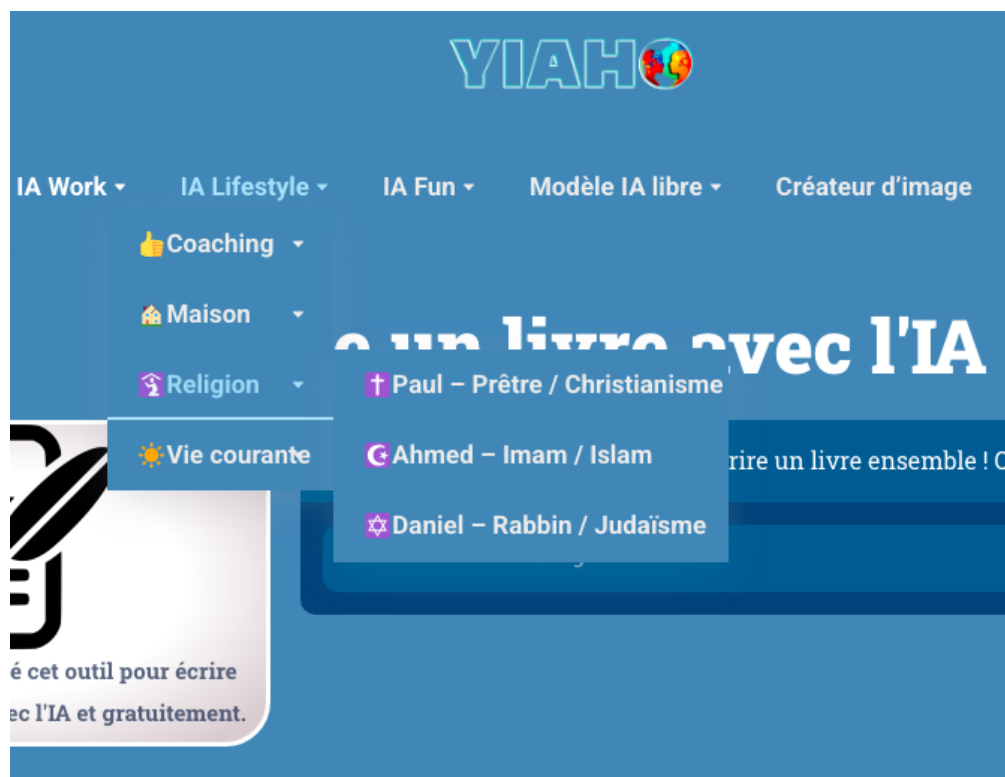 YIAHO
IA Work IA Lifestyle IA Fun Modèle IA libre Créateur d'image
Coaching
Maison
Religion
Vie courante
Paul – Prêtre / Christianisme
Ahmed – Imam / Islam
Daniel – Rabbin / Judaïsme
un livre avec l'IA
rire un livre ensemble ! C
é cet outil pour écrire
ec l'IA et gratuitement.